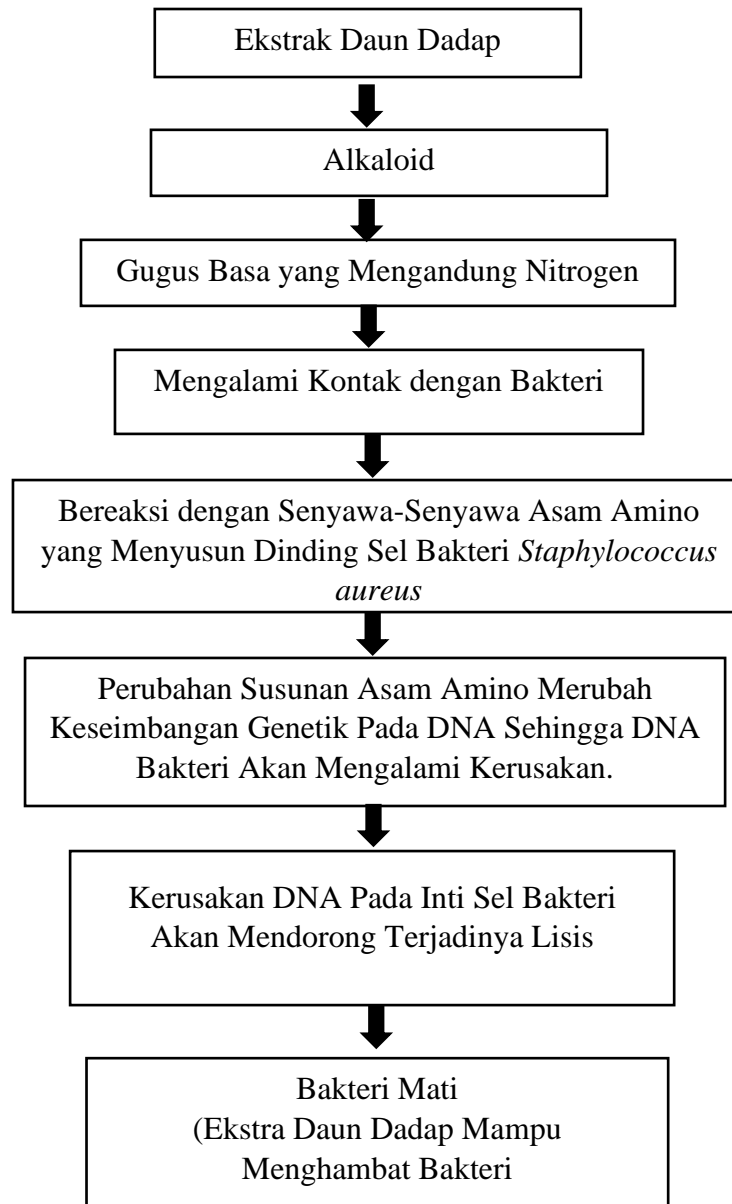 Ekstrak Daun Dadap
Alkaloid
Gugus Basa yang Mengandung Nitrogen
Mengalami Kontak dengan Bakteri
Bereaksi dengan Senyawa-Senyawa Asam Amino
yang Menyusun Dinding Sel Bakteri Staphylococcus
aureus
Perubahan Susunan Asam Amino Merubah
Keseimbangan Genetik Pada DNA Sehingga DNA
Bakteri Akan Mengalami Kerusakan.
Kerusakan DNA Pada Inti Sel Bakteri
Akan Mendorong Terjadinya Lisis
Bakteri Mati
(Ekstra Daun Dadap Mampu
Menghambat Bakteri